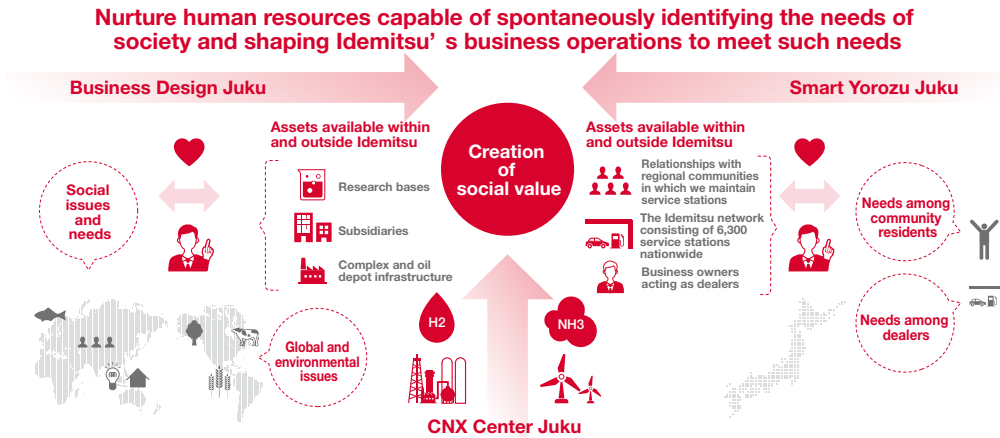 Nurture human resources capable of spontaneously identifying the needs of
society and shaping Idemitsu’ s business operations to meet such needs
Business Design Juku
Smart Yorozu Juku
Assets available within
and outside Idemitsu
Social
issues and
needs
Research bases
Subsidiaries
Complex and oil
depot infrastructure
Global and
environmental
issues
Creation
of
social value
H2
NH3
CNX Center Juku
Assets available within
and outside Idemitsu
Relationships with
regional communities
in which we maintain
service stations
The Idemitsu network
consisting of 6,300
service stations
nationwide
Business owners
acting as dealers
Needs among
community
residents
Needs among
dealers